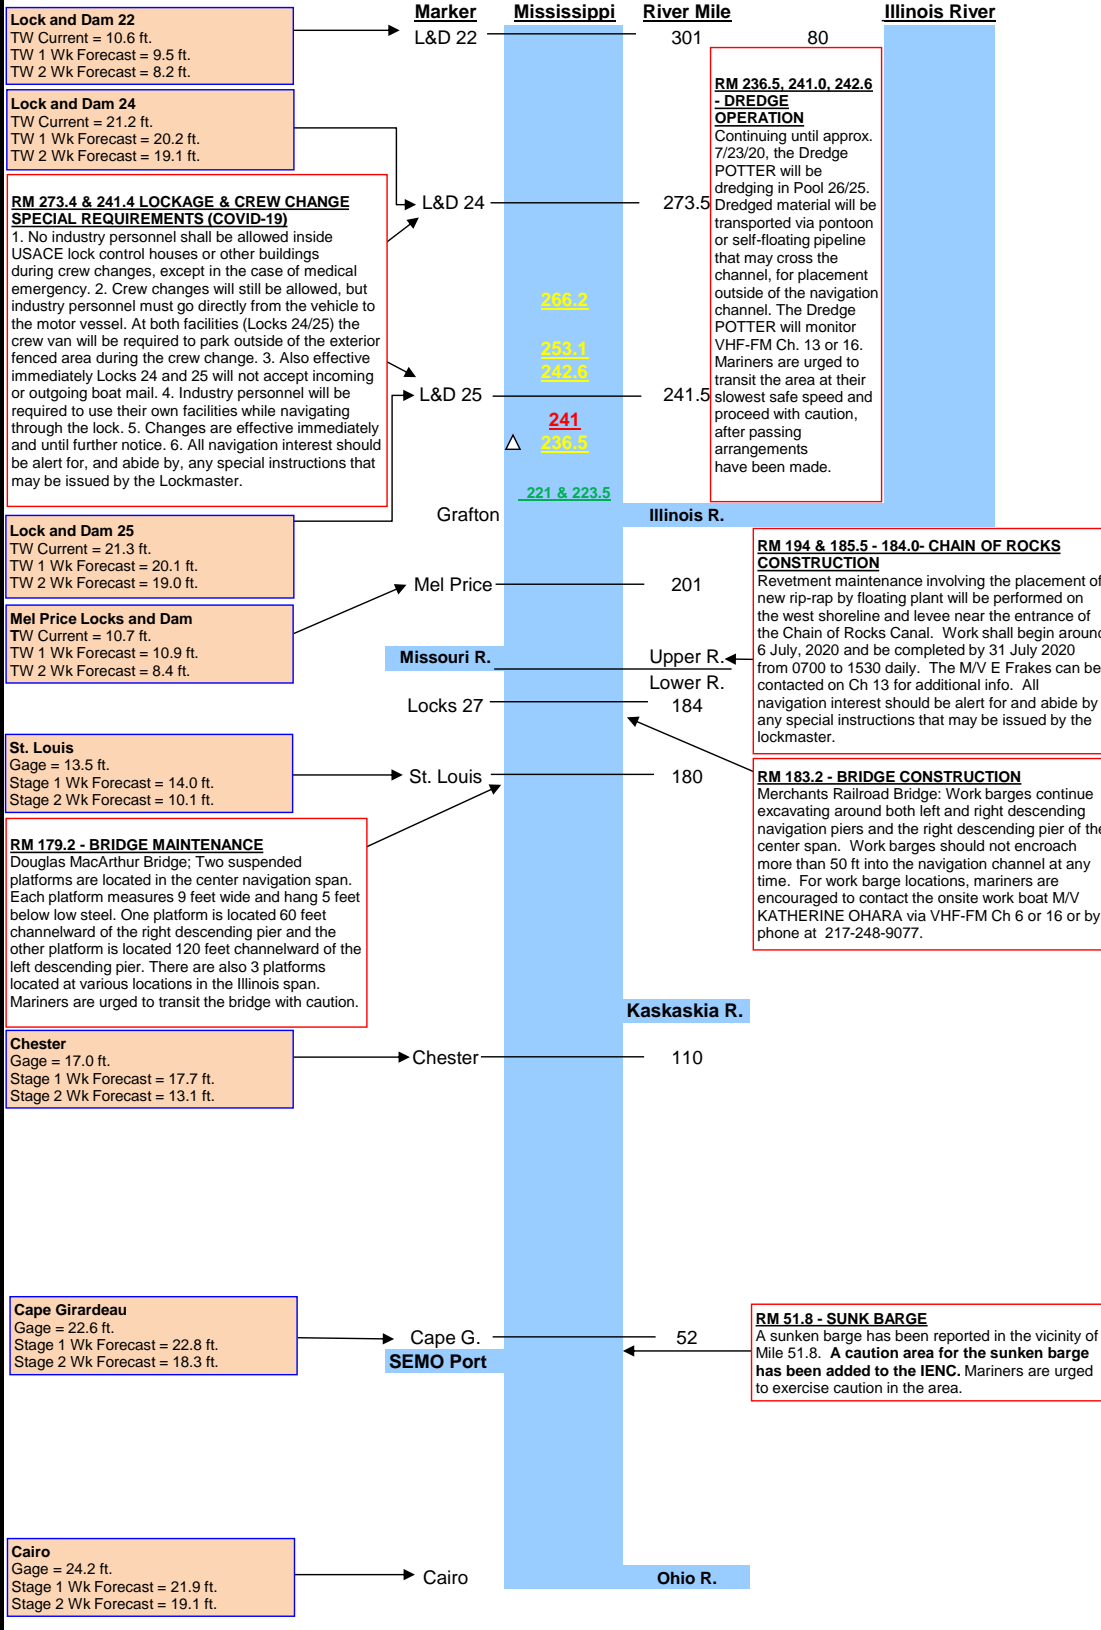 Marker Mississippi River Mile Illinois River
Lock and Dam 22
TW Current = 10.6 ft.
TW 1 Wk Forecast = 9.5 ft.
TW 2 Wk Forecast = 8.2 ft.
L&D 22 301 80
Lock and Dam 24
TW Current = 21.2 ft.
TW 1 Wk Forecast = 20.2 ft.
TW 2 Wk Forecast = 19.1 ft.
RM 236.5, 241.0, 242.6
- DREDGE
OPERATION
Continuing until approx.
7/23/20, the Dredge
POTTER will be
dredging in Pool 26/25.
Dredged material will be
transported via pontoon
or self-floating pipeline
that may cross the
channel, for placement
outside of the navigation
channel. The Dredge
POTTER will monitor
VHF-FM Ch. 13 or 16.
Mariners are urged to
transit the area at their
slowest safe speed and
proceed with caution,
after passing
arrangements
have been made.
RM 273.4 & 241.4 LOCKAGE & CREW CHANGE
SPECIAL REQUIREMENTS (COVID-19)
1. No industry personnel shall be allowed inside
USACE lock control houses or other buildings
during crew changes, except in the case of medical
emergency. 2. Crew changes will still be allowed, but
industry personnel must go directly from the vehicle to
the motor vessel. At both facilities (Locks 24/25) the
crew van will be required to park outside of the exterior
fenced area during the crew change. 3. Also effective
immediately Locks 24 and 25 will not accept incoming
or outgoing boat mail. 4. Industry personnel will be
required to use their own facilities while navigating
through the lock. 5. Changes are effective immediately
and until further notice. 6. All navigation interest should
be alert for, and abide by, any special instructions that
may be issued by the Lockmaster.
L&D 24 273.5
266.2
253.1
242.6
L&D 25 241.5
241
236.5
221 & 223.5
Grafton Illinois R.
Lock and Dam 25
TW Current = 21.3 ft.
TW 1 Wk Forecast = 20.1 ft.
TW 2 Wk Forecast = 19.0 ft.
Mel Price 201
Mel Price Locks and Dam
TW Current = 10.7 ft.
TW 1 Wk Forecast = 10.9 ft.
TW 2 Wk Forecast = 8.4 ft.
RM 194 & 185.5 - 184.0- CHAIN OF ROCKS
CONSTRUCTION
Revetment maintenance involving the placement of
new rip-rap by floating plant will be performed on
the west shoreline and levee near the entrance of
the Chain of Rocks Canal. Work shall begin around
6 July, 2020 and be completed by 31 July 2020
from 0700 to 1530 daily. The M/V E Frakes can be
contacted on Ch 13 for additional info. All
navigation interest should be alert for and abide by
any special instructions that may be issued by the
lockmaster.
Missouri R. Upper R.
Lower R.
Locks 27 184
St. Louis
Gage = 13.5 ft.
Stage 1 Wk Forecast = 14.0 ft.
Stage 2 Wk Forecast = 10.1 ft.
St. Louis 180
RM 183.2 - BRIDGE CONSTRUCTION
Merchants Railroad Bridge: Work barges continue
excavating around both left and right descending
navigation piers and the right descending pier of the
center span. Work barges should not encroach
more than 50 ft into the navigation channel at any
time. For work barge locations, mariners are
encouraged to contact the onsite work boat M/V
KATHERINE OHARA via VHF-FM Ch 6 or 16 or by
phone at 217-248-9077.
RM 179.2 - BRIDGE MAINTENANCE
Douglas MacArthur Bridge; Two suspended
platforms are located in the center navigation span.
Each platform measures 9 feet wide and hang 5 feet
below low steel. One platform is located 60 feet
channelward of the right descending pier and the
other platform is located 120 feet channelward of the
left descending pier. There are also 3 platforms
located at various locations in the Illinois span.
Mariners are urged to transit the bridge with caution.
Kaskaskia R.
Chester
Gage = 17.0 ft.
Stage 1 Wk Forecast = 17.7 ft.
Stage 2 Wk Forecast = 13.1 ft.
Chester 110
Cape Girardeau
Gage = 22.6 ft.
Stage 1 Wk Forecast = 22.8 ft.
Stage 2 Wk Forecast = 18.3 ft.
Cape G. 52
SEMO Port
RM 51.8 - SUNK BARGE
A sunken barge has been reported in the vicinity of
Mile 51.8. A caution area for the sunken barge
has been added to the IENC. Mariners are urged
to exercise caution in the area.
Cairo
Gage = 24.2 ft.
Stage 1 Wk Forecast = 21.9 ft.
Stage 2 Wk Forecast = 19.1 ft.
Cairo Ohio R.